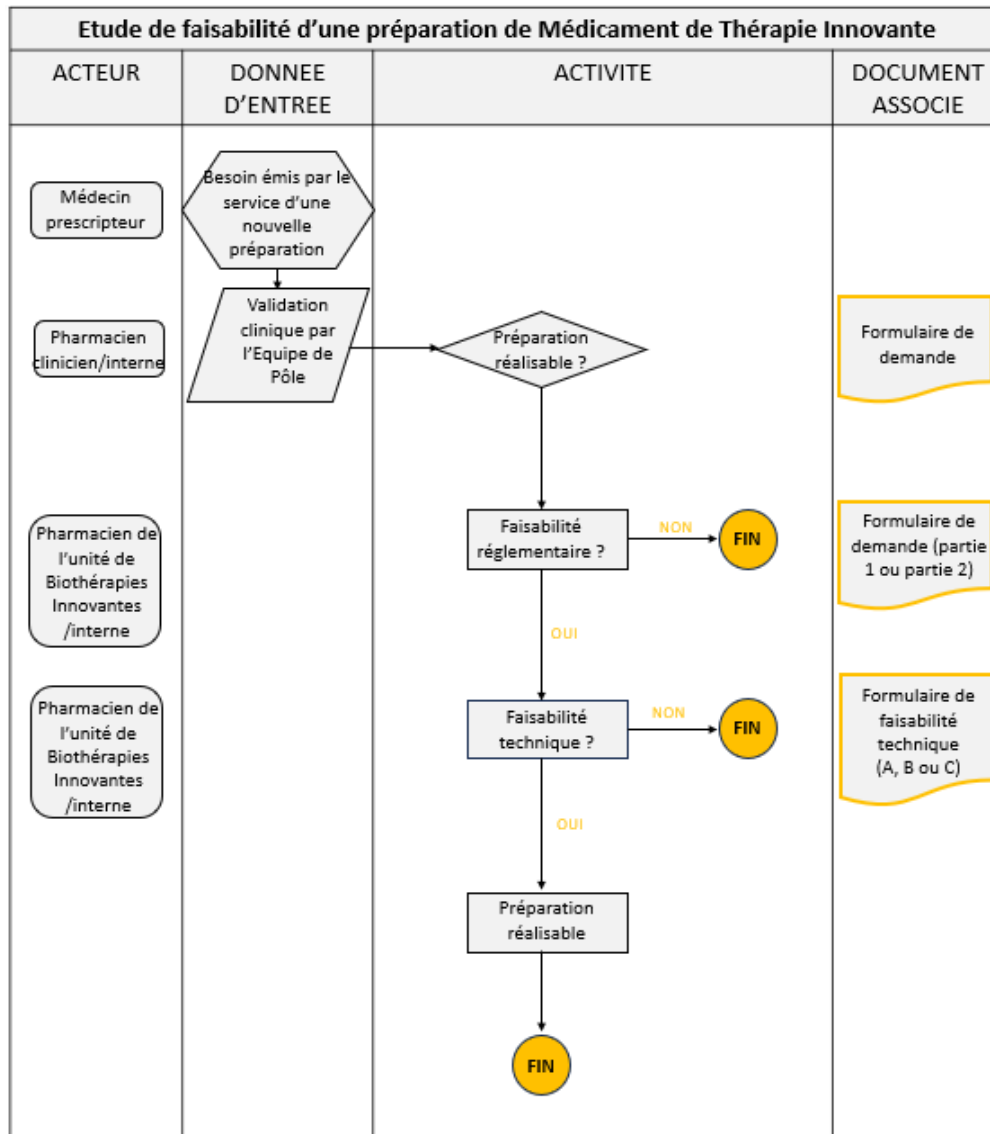 Etude de faisabilité d'une préparation de Médicament de Thérapie Innovante
ACTEUR
DONNEE
D'ENTREE
ACTIVITE
DOCUMENT
ASSOCIE
Médecin
prescripteur
Besoin émis par le
service d'une
nouvelle
préparation
Pharmacien
clinicien/interne
Validation
clinique par
l'Equipe de
Pôle
Préparation
réalisable ?
Formulaire de
demande
Pharmacien de
l'unité de
Biothérapies
Innovantes
/interne
Faisabilité
réglementaire ?
NON
FIN
Formulaire de
demande (partie
1 ou partie 2)
OUI
Pharmacien de
l'unité de
Biothérapies
Innovantes
/interne
Faisabilité
technique ?
NON
FIN
Formulaire de
faisabilité
technique
(A, B ou C)
OUI
Préparation
réalisable
FIN